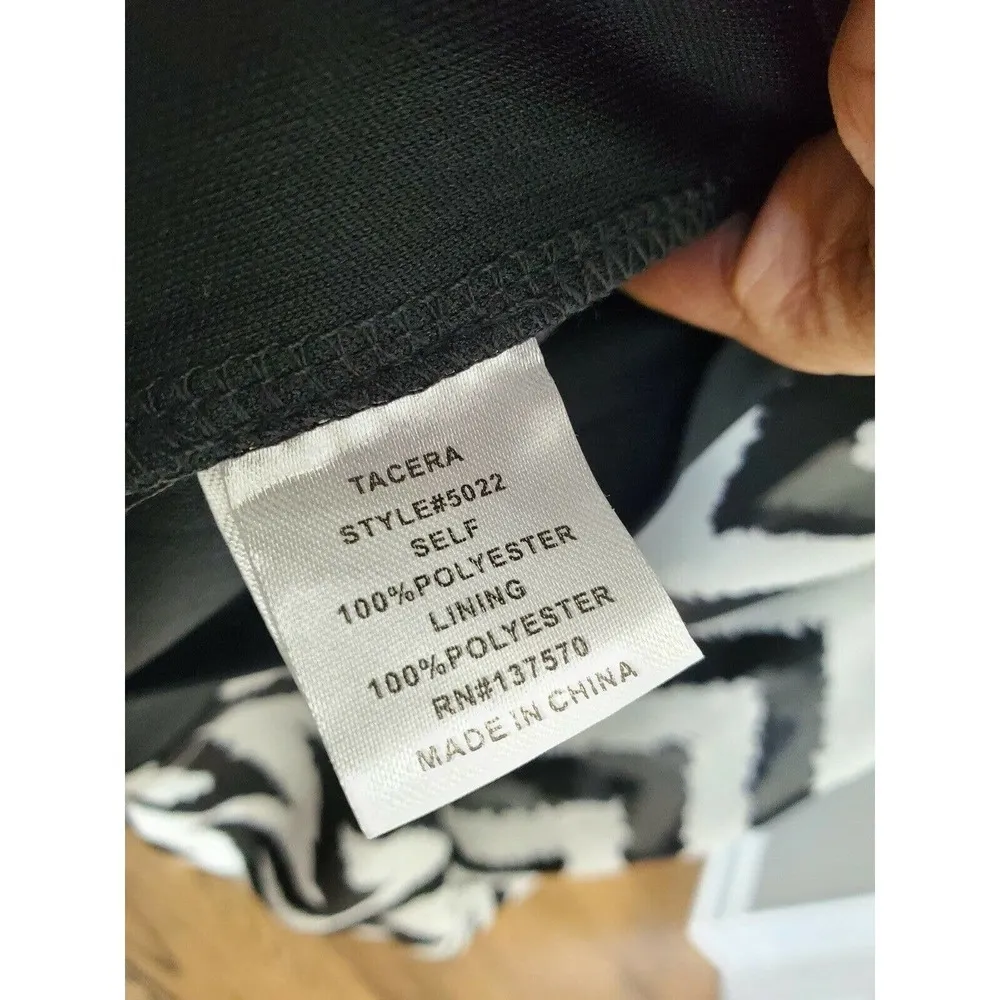 TACERA
STYLE#5022
SELF
100%POLYESTER
LINING
100%POLYESTER
RN#137570
MADE IN CHINA